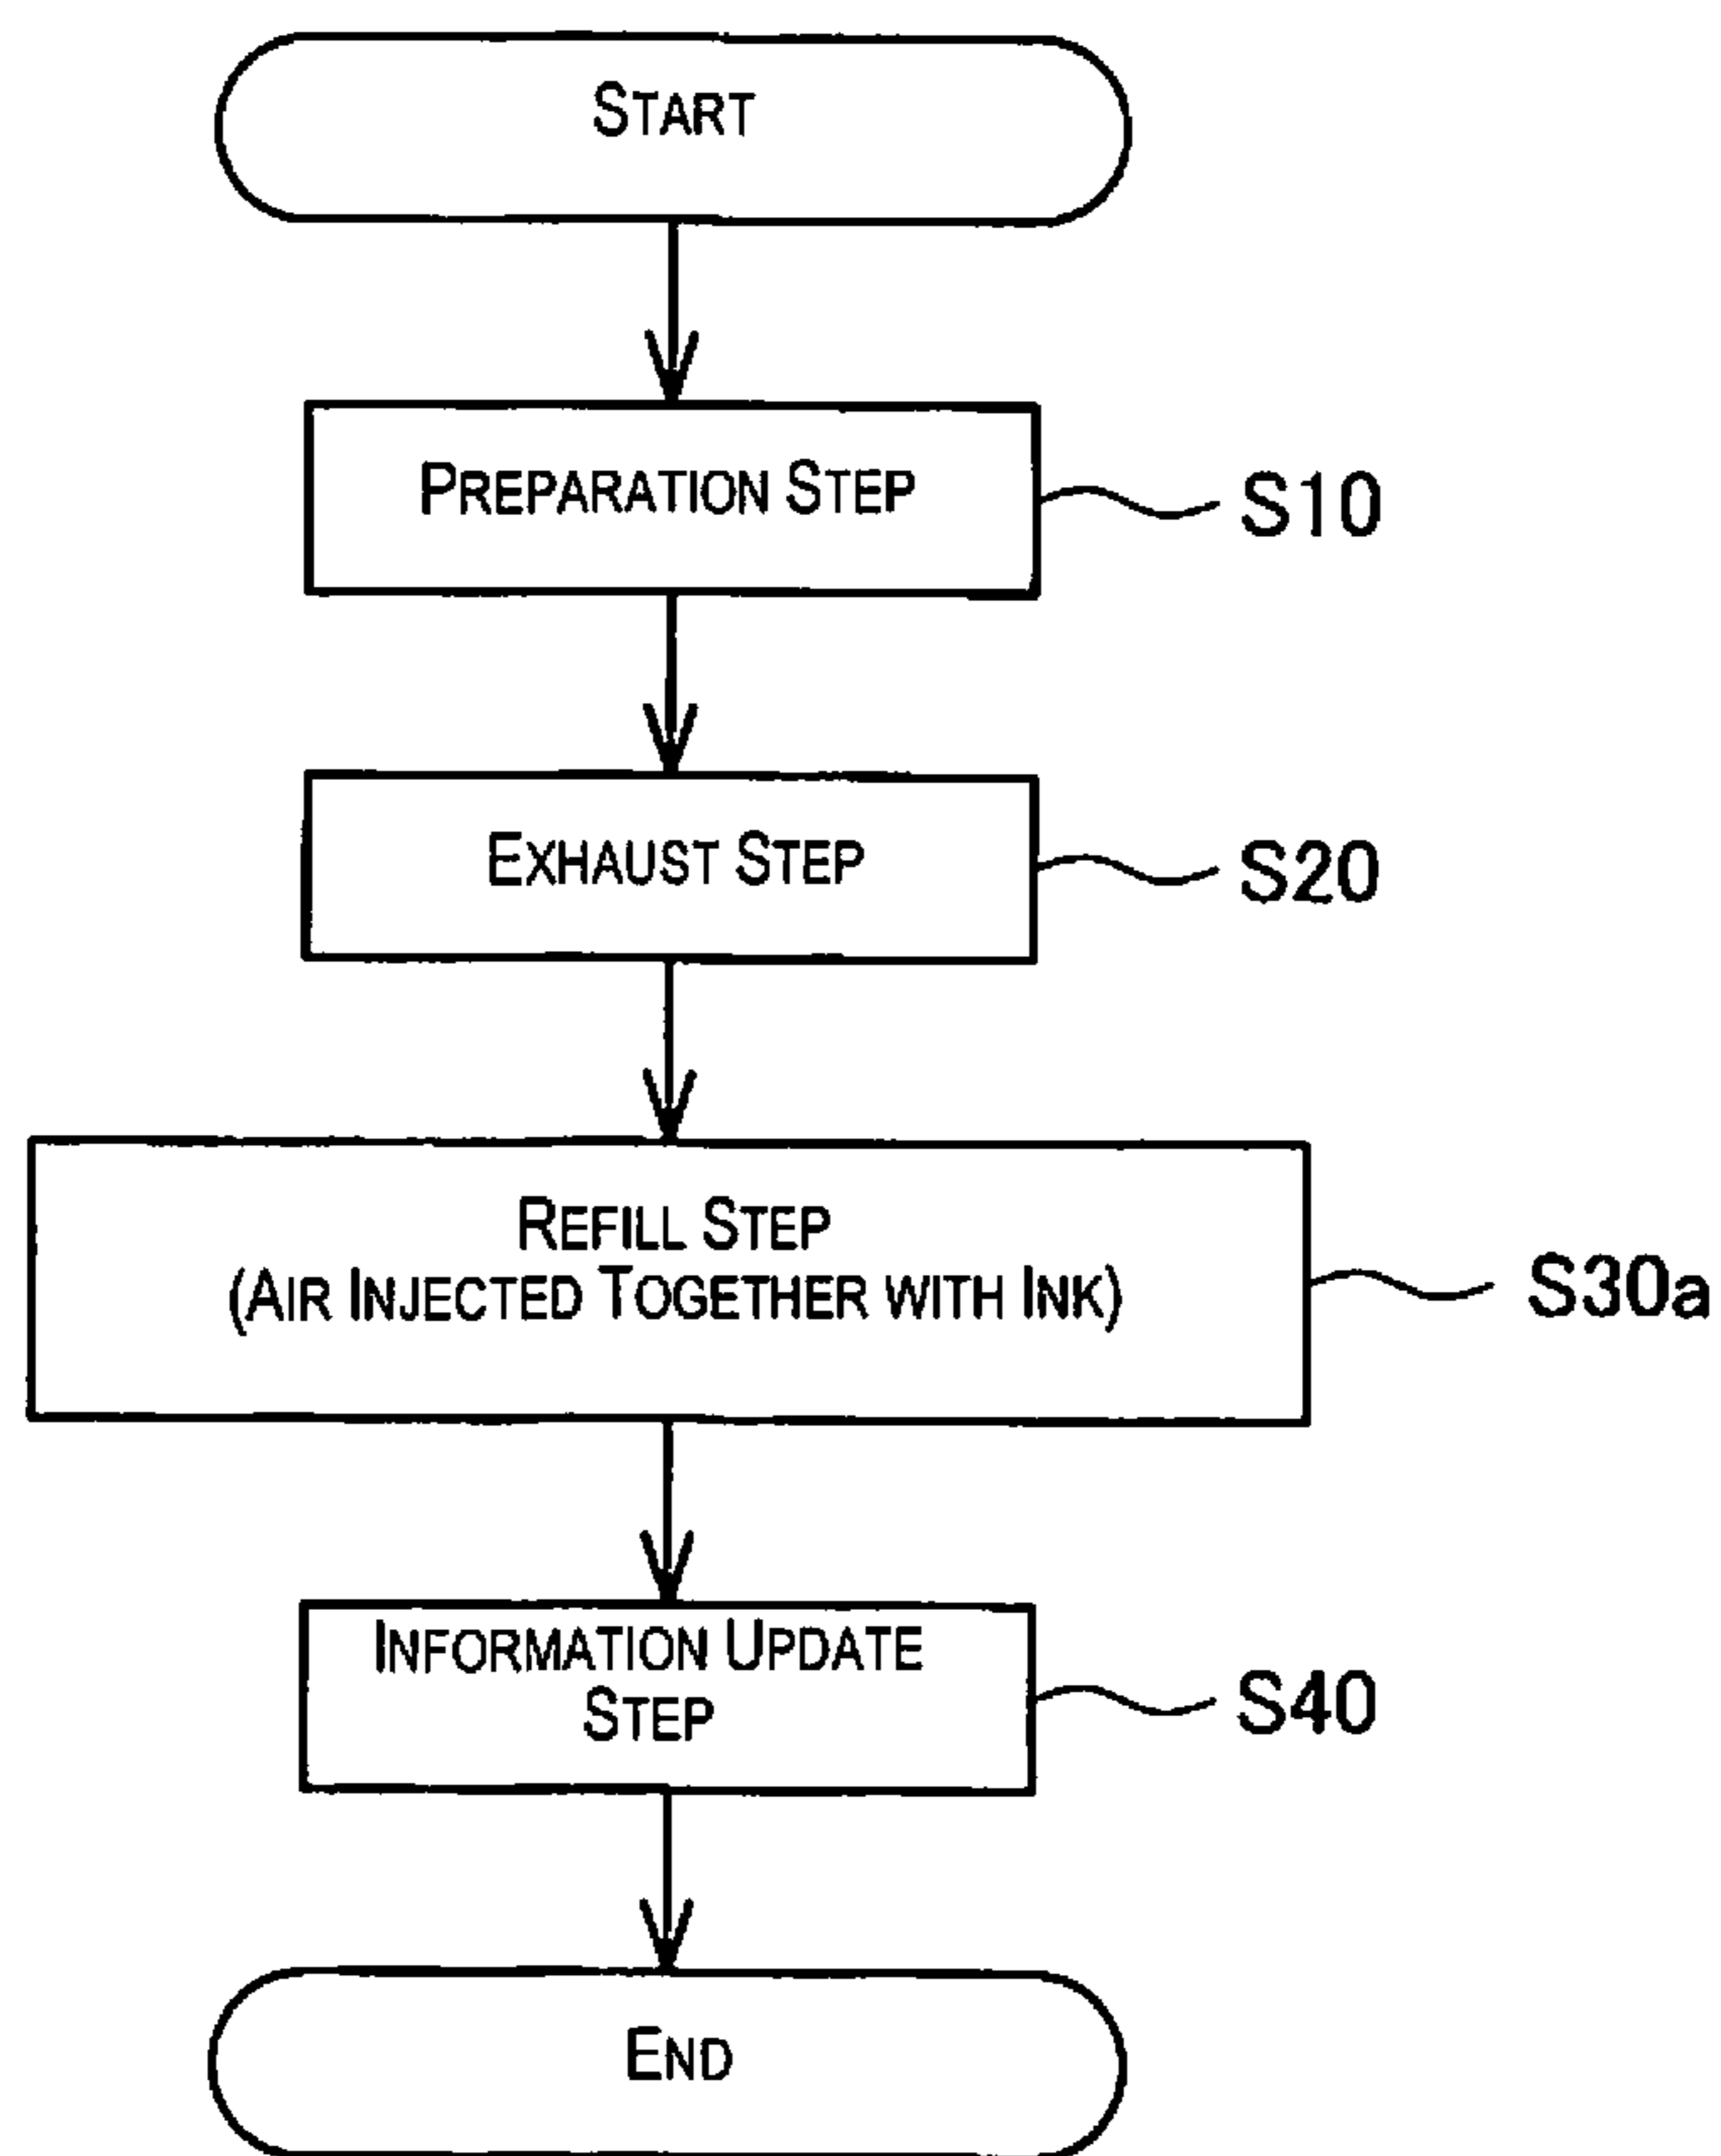 START
PREPARATION STEP
S10
EXHAUST STEP
S20
REFILL STEP
(AIR INJECTED TOGETHER WITH INK)
S30a
INFORMATION UPDATE
STEP
S40
END